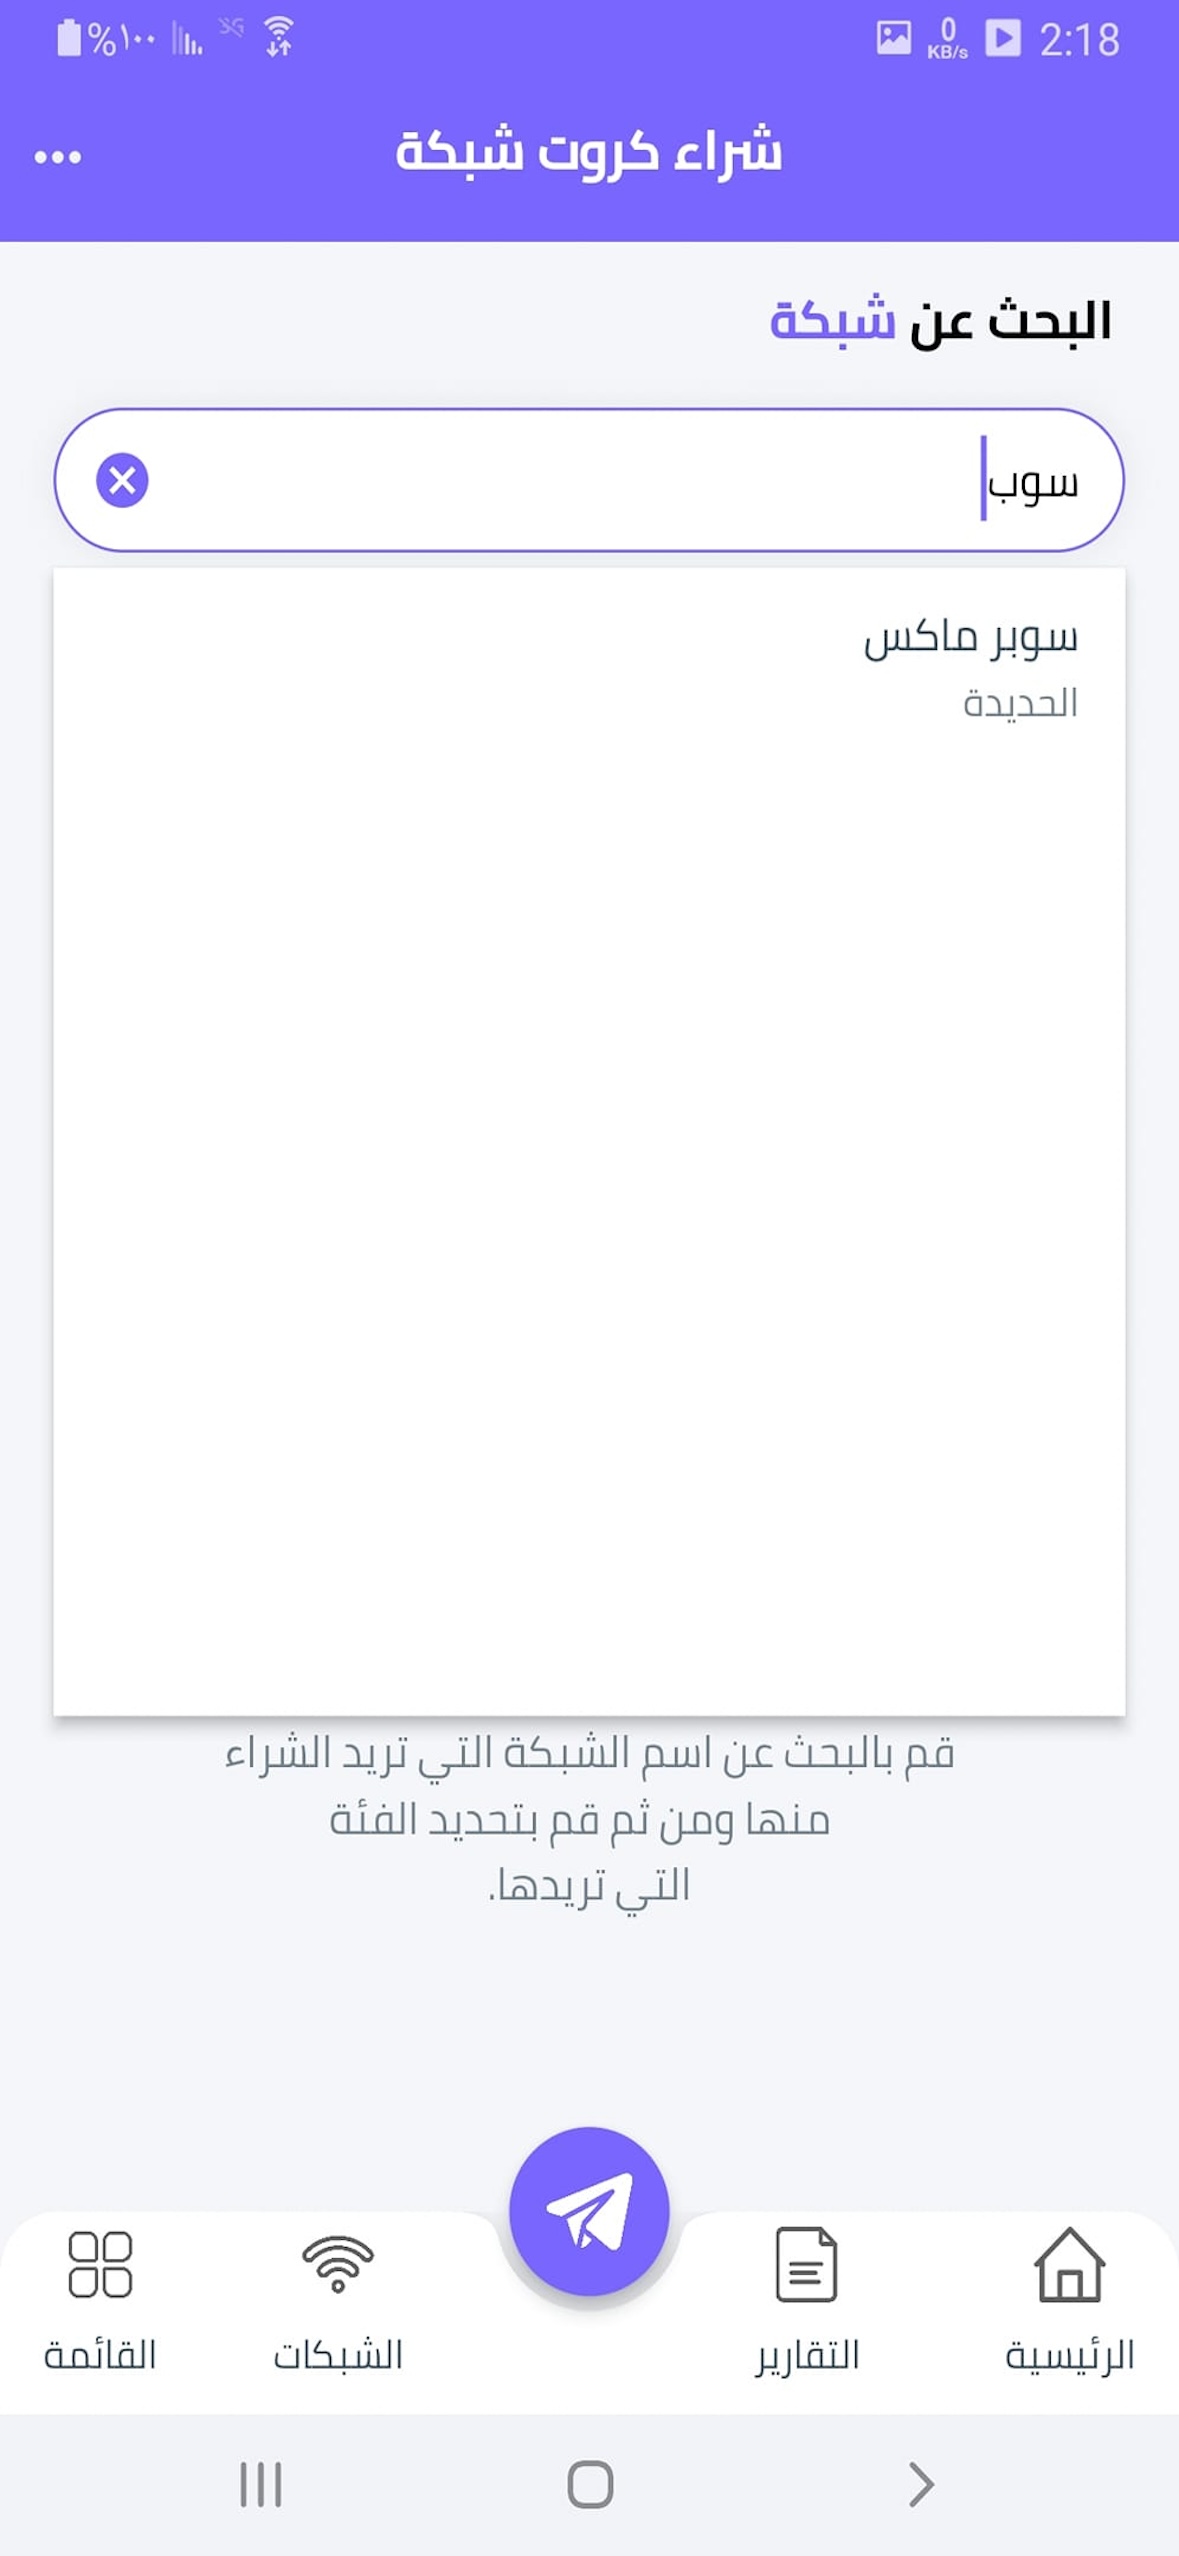 %١٠٠ 3G 0 KB/s 2:18
شراء كروت شبكة
البحث عن شبكة
سوب
سوبر ماكس
الحديدة
قم بالبحث عن اسم الشبكة التي تريد الشراء
منها ومن ثم قم بتحديد الفئة
التي تريدها.
الرئيسية
التقارير
الشبكات
القائمة